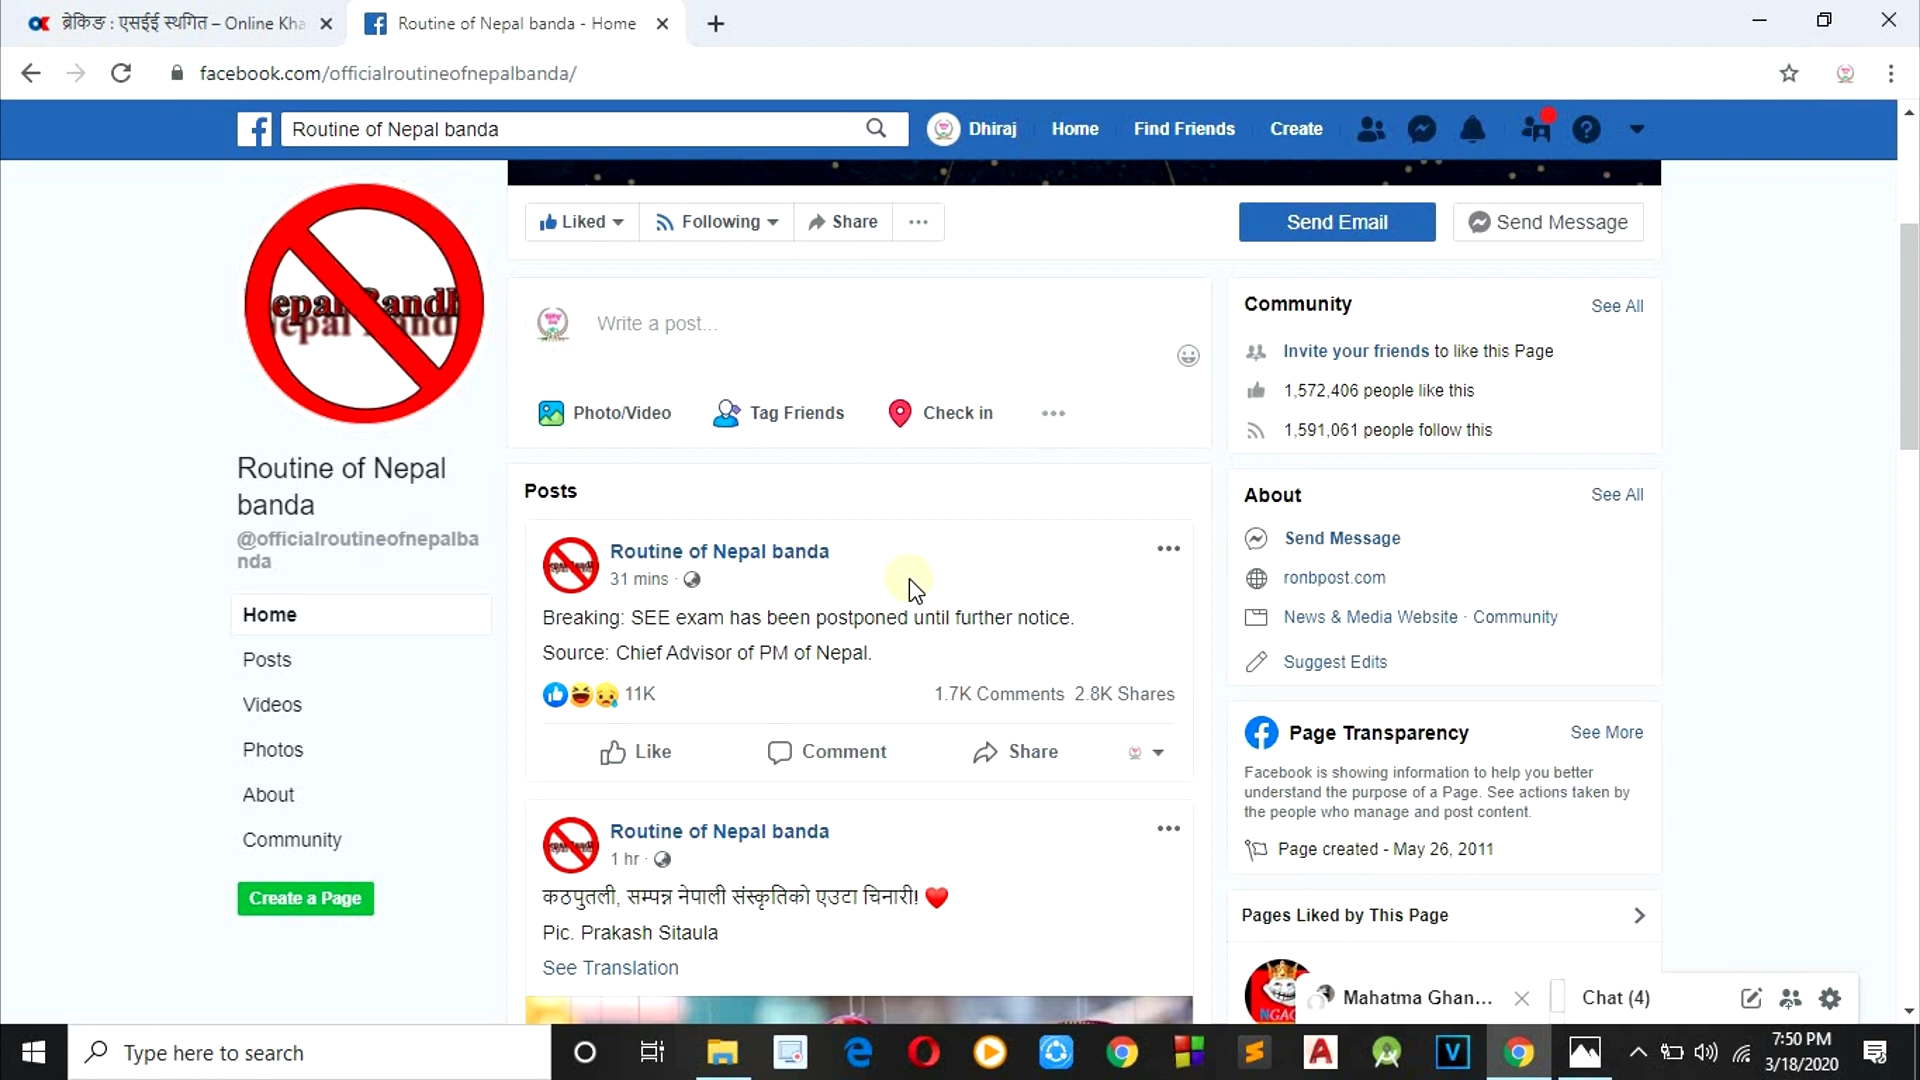 ब्रेकिङ : एसईई स्थगित – Online Kha
Routine of Nepal banda - Home
facebook.com/officialroutineofnepalbanda/
Routine of Nepal banda
Dhiraj
Home
Find Friends
Create
Liked
Following
Share
Send Email
Send Message
epal Bandh
Routine of Nepal
banda
@officialroutineofnepalba
nda
Home
Posts
Videos
Photos
About
Community
Create a Page
Write a post...
Photo/Video
Tag Friends
Check in
Posts
Routine of Nepal banda
31 mins ·
Breaking: SEE exam has been postponed until further notice.
Source: Chief Advisor of PM of Nepal.
11K
1.7K Comments 2.8K Shares
Like
Comment
Share
Routine of Nepal banda
1 hr ·
कठपुतली, सम्पन्न नेपाली संस्कृतिको एउटा चिनारी!
Pic. Prakash Sitaula
See Translation
Community
See All
Invite your friends to like this Page
1,572,406 people like this
1,591,061 people follow this
About
See All
Send Message
ronbpost.com
News & Media Website · Community
Suggest Edits
Page Transparency
See More
Facebook is showing information to help you better
understand the purpose of a Page. See actions taken by
the people who manage and post content.
Page created - May 26, 2011
Pages Liked by This Page
NGAC
Mahatma Ghan...
Chat (4)
Type here to search
7:50 PM
3/18/2020